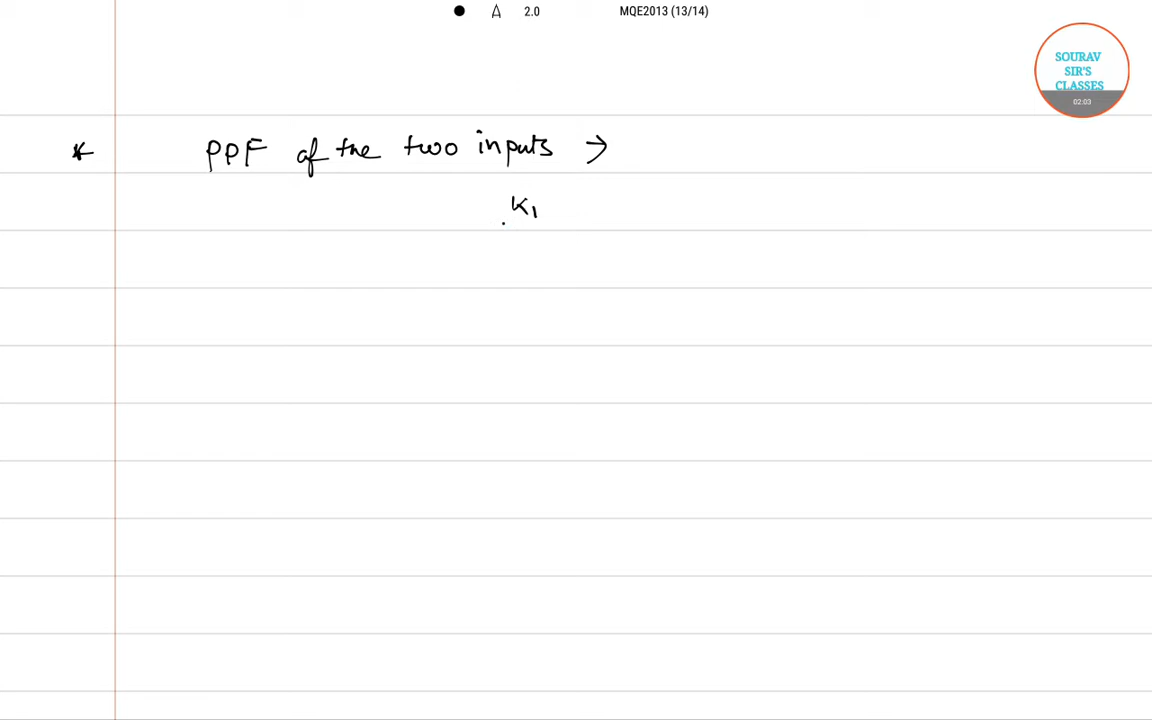 A 2.0 MQE2013 (13/14)
SOURAV
SIR'S
CLASSES
02:03
* PPF of the two inputs →
K1